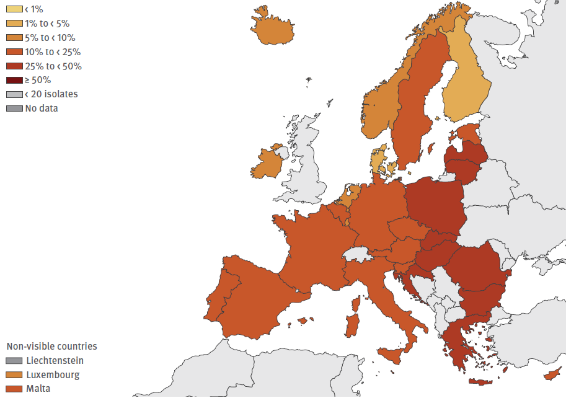 < 1%
1% to < 5%
5% to < 10%
10% to < 25%
25% to < 50%
≥ 50%
< 20 isolates
No data
Non-visible countries
Liechtenstein
Luxembourg
Malta